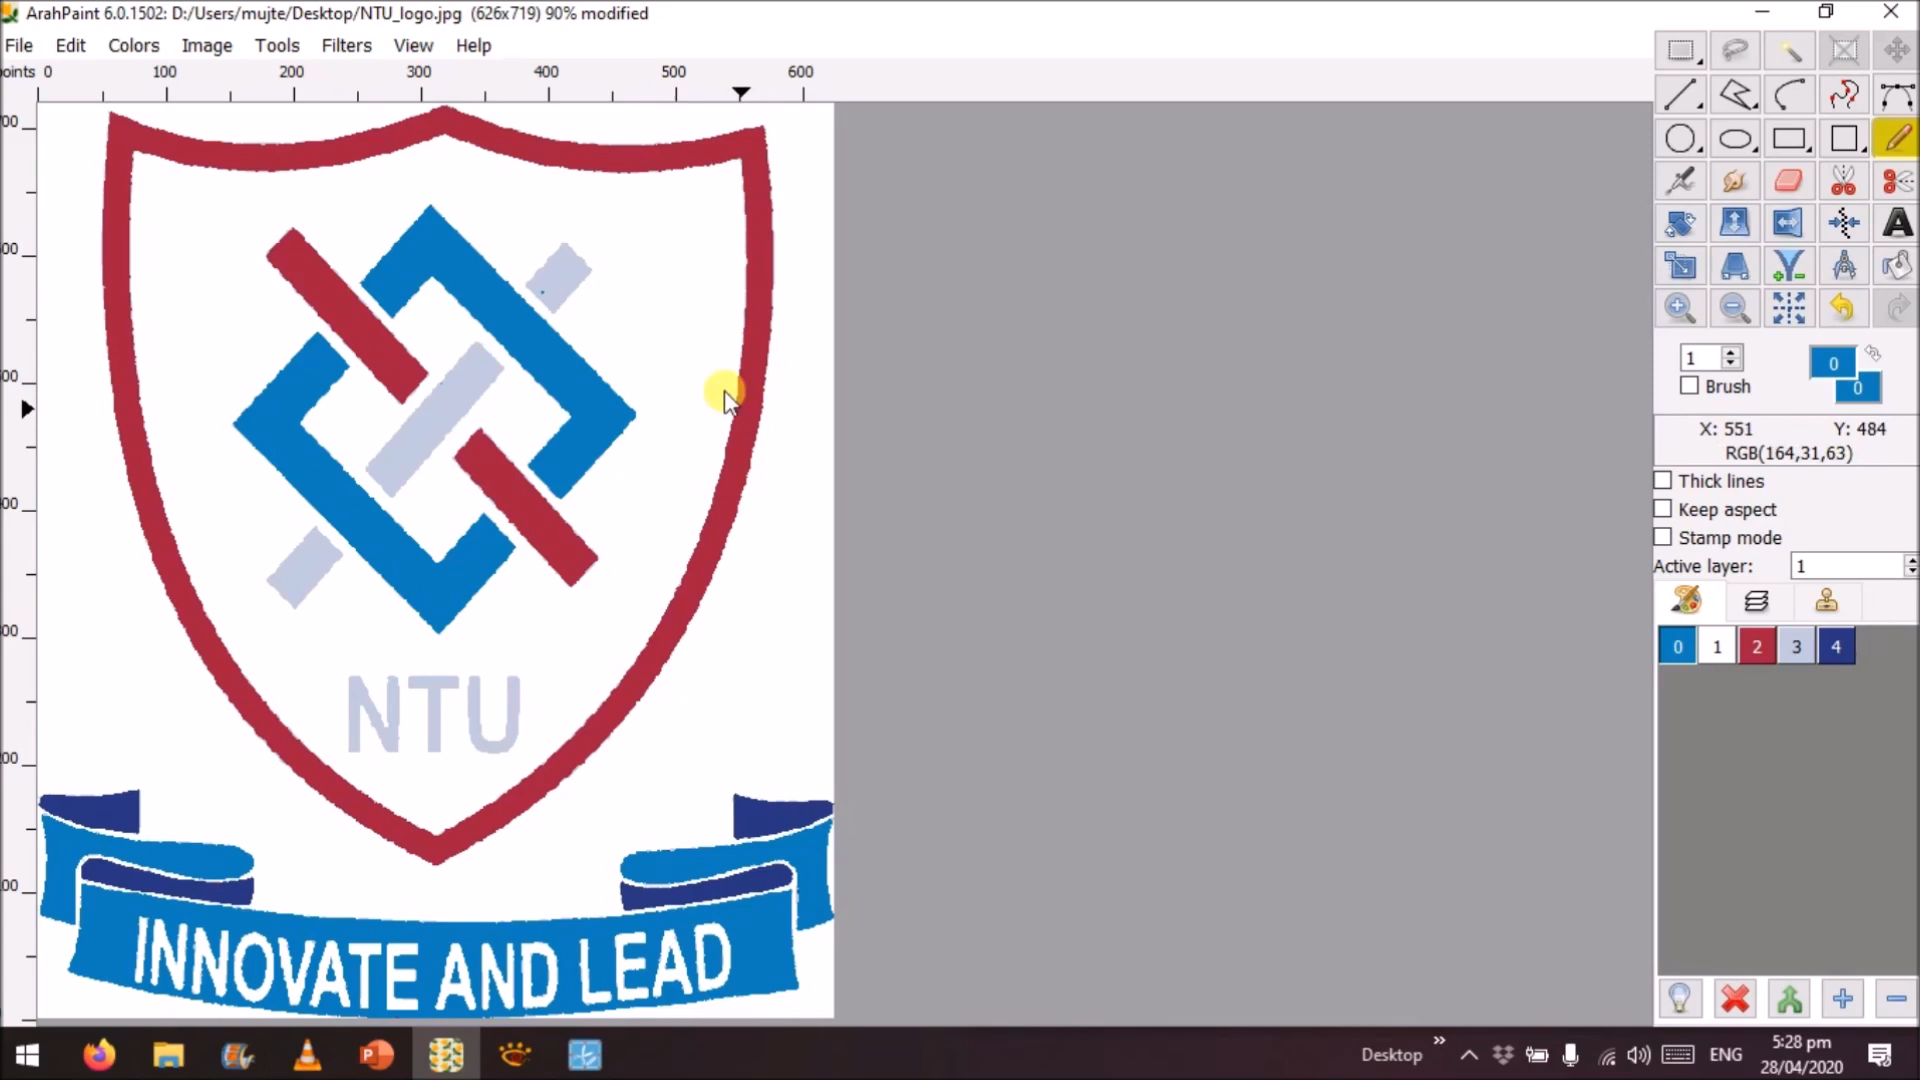 ArahPaint 6.0.1502: D:/Users/mujte/Desktop/NTU_logo.jpg (626x719) 90% modified
File Edit Colors Image Tools Filters View Help
0 100 200 300 400 500 600
1 0
Brush 0
X: 551 Y: 484
RGB(164,31,63)
Thick lines
Keep aspect
Stamp mode
Active layer: 1
0 1 2 3 4
NTU
INNOVATE AND LEAD
Desktop ENG 5:28 pm
28/04/2020